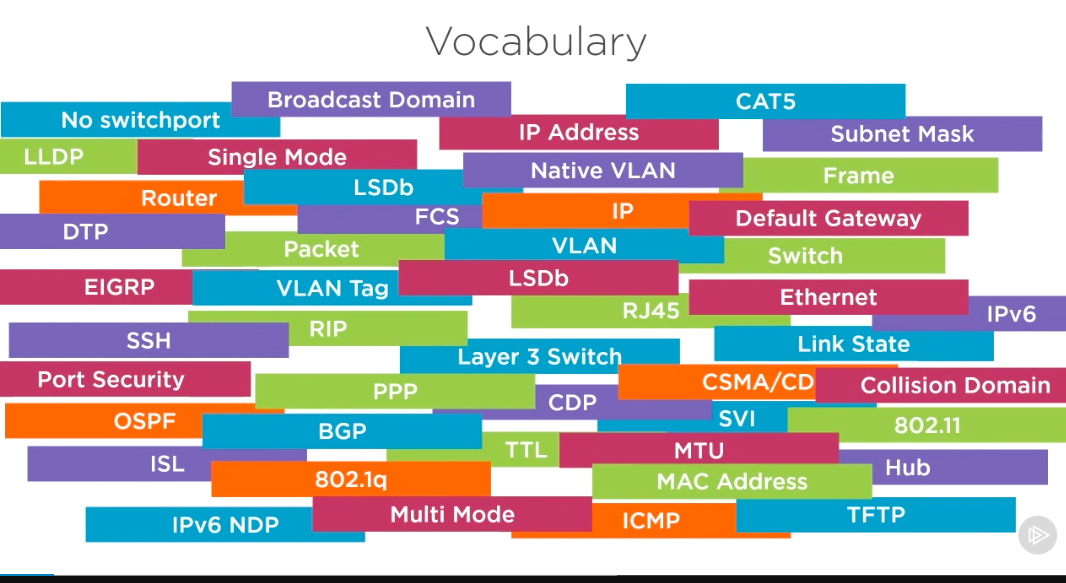 Vocabulary
Broadcast Domain
CAT5
No switchport
IP Address
Subnet Mask
LLDP
Single Mode
Native VLAN
Frame
Router
LSDb
FCS
IP
Default Gateway
DTP
Packet
VLAN
Switch
EIGRP
VLAN Tag
LSDb
Ethernet
RJ45
IPv6
SSH
RIP
Layer 3 Switch
Link State
Port Security
PPP
CSMA/CD
Collision Domain
CDP
OSPF
BGP
SVI
802.11
ISL
TTL
MTU
Hub
802.1q
MAC Address
IPv6 NDP
Multi Mode
ICMP
TFTP